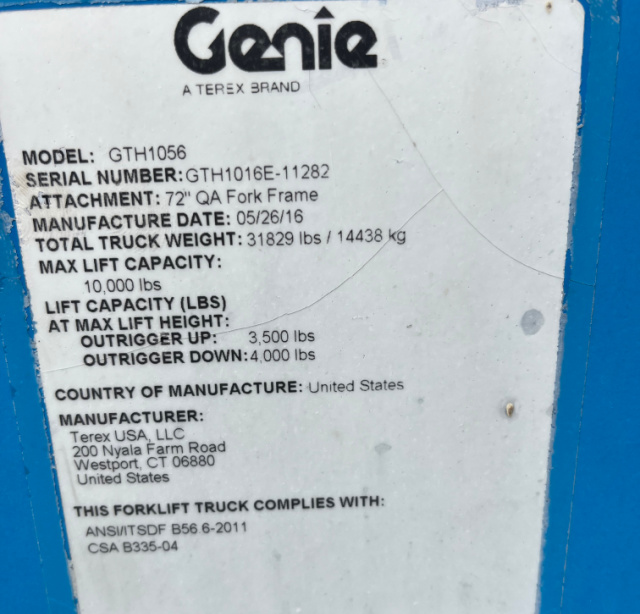 Genie
A TEREX BRAND
MODEL: GTH1056
SERIAL NUMBER: GTH1016E-11282
ATTACHMENT: 72" QA Fork Frame
MANUFACTURE DATE: 05/26/16
TOTAL TRUCK WEIGHT: 31829 lbs / 14438 kg
MAX LIFT CAPACITY:
10,000 lbs
LIFT CAPACITY (LBS)
AT MAX LIFT HEIGHT:
OUTRIGGER UP: 3,500 lbs
OUTRIGGER DOWN: 4,000 lbs
COUNTRY OF MANUFACTURE: United States
MANUFACTURER:
Terex USA, LLC
200 Nyala Farm Road
Westport, CT 06880
United States
THIS FORKLIFT TRUCK COMPLIES WITH:
ANSI/ITSDF B56.6-2011
CSA B335-04